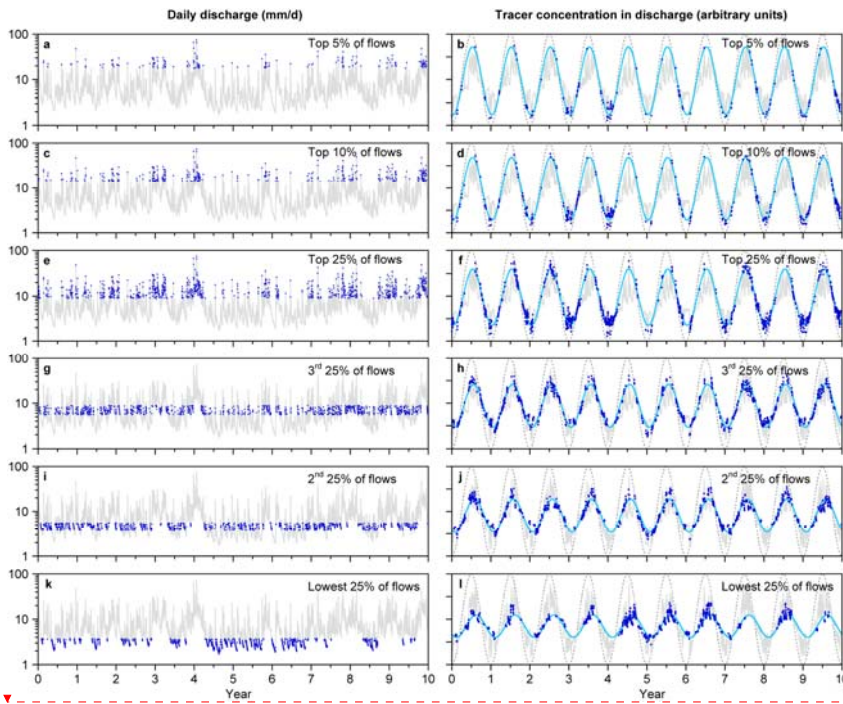 Daily discharge (mm/d)
Tracer concentration in discharge (arbitrary units)
a Top 5% of flows
100
10
1
b Top 5% of flows
c Top 10% of flows
100
10
1
d Top 10% of flows
e Top 25% of flows
100
10
1
f Top 25% of flows
g 3rd 25% of flows
100
10
1
h 3rd 25% of flows
i 2nd 25% of flows
100
10
1
j 2nd 25% of flows
k Lowest 25% of flows
100
10
1
l Lowest 25% of flows
0 1 2 3 4 5 6 7 8 9 10
0 1 2 3 4 5 6 7 8 9 10
Year
Year